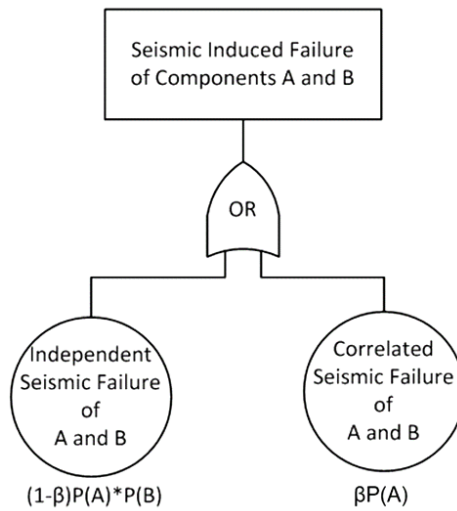 Seismic Induced Failure
of Components A and B
OR
Independent
Seismic Failure
of
A and B
Correlated
Seismic Failure
of
A and B
(1-β)P(A)*P(B)
βP(A)